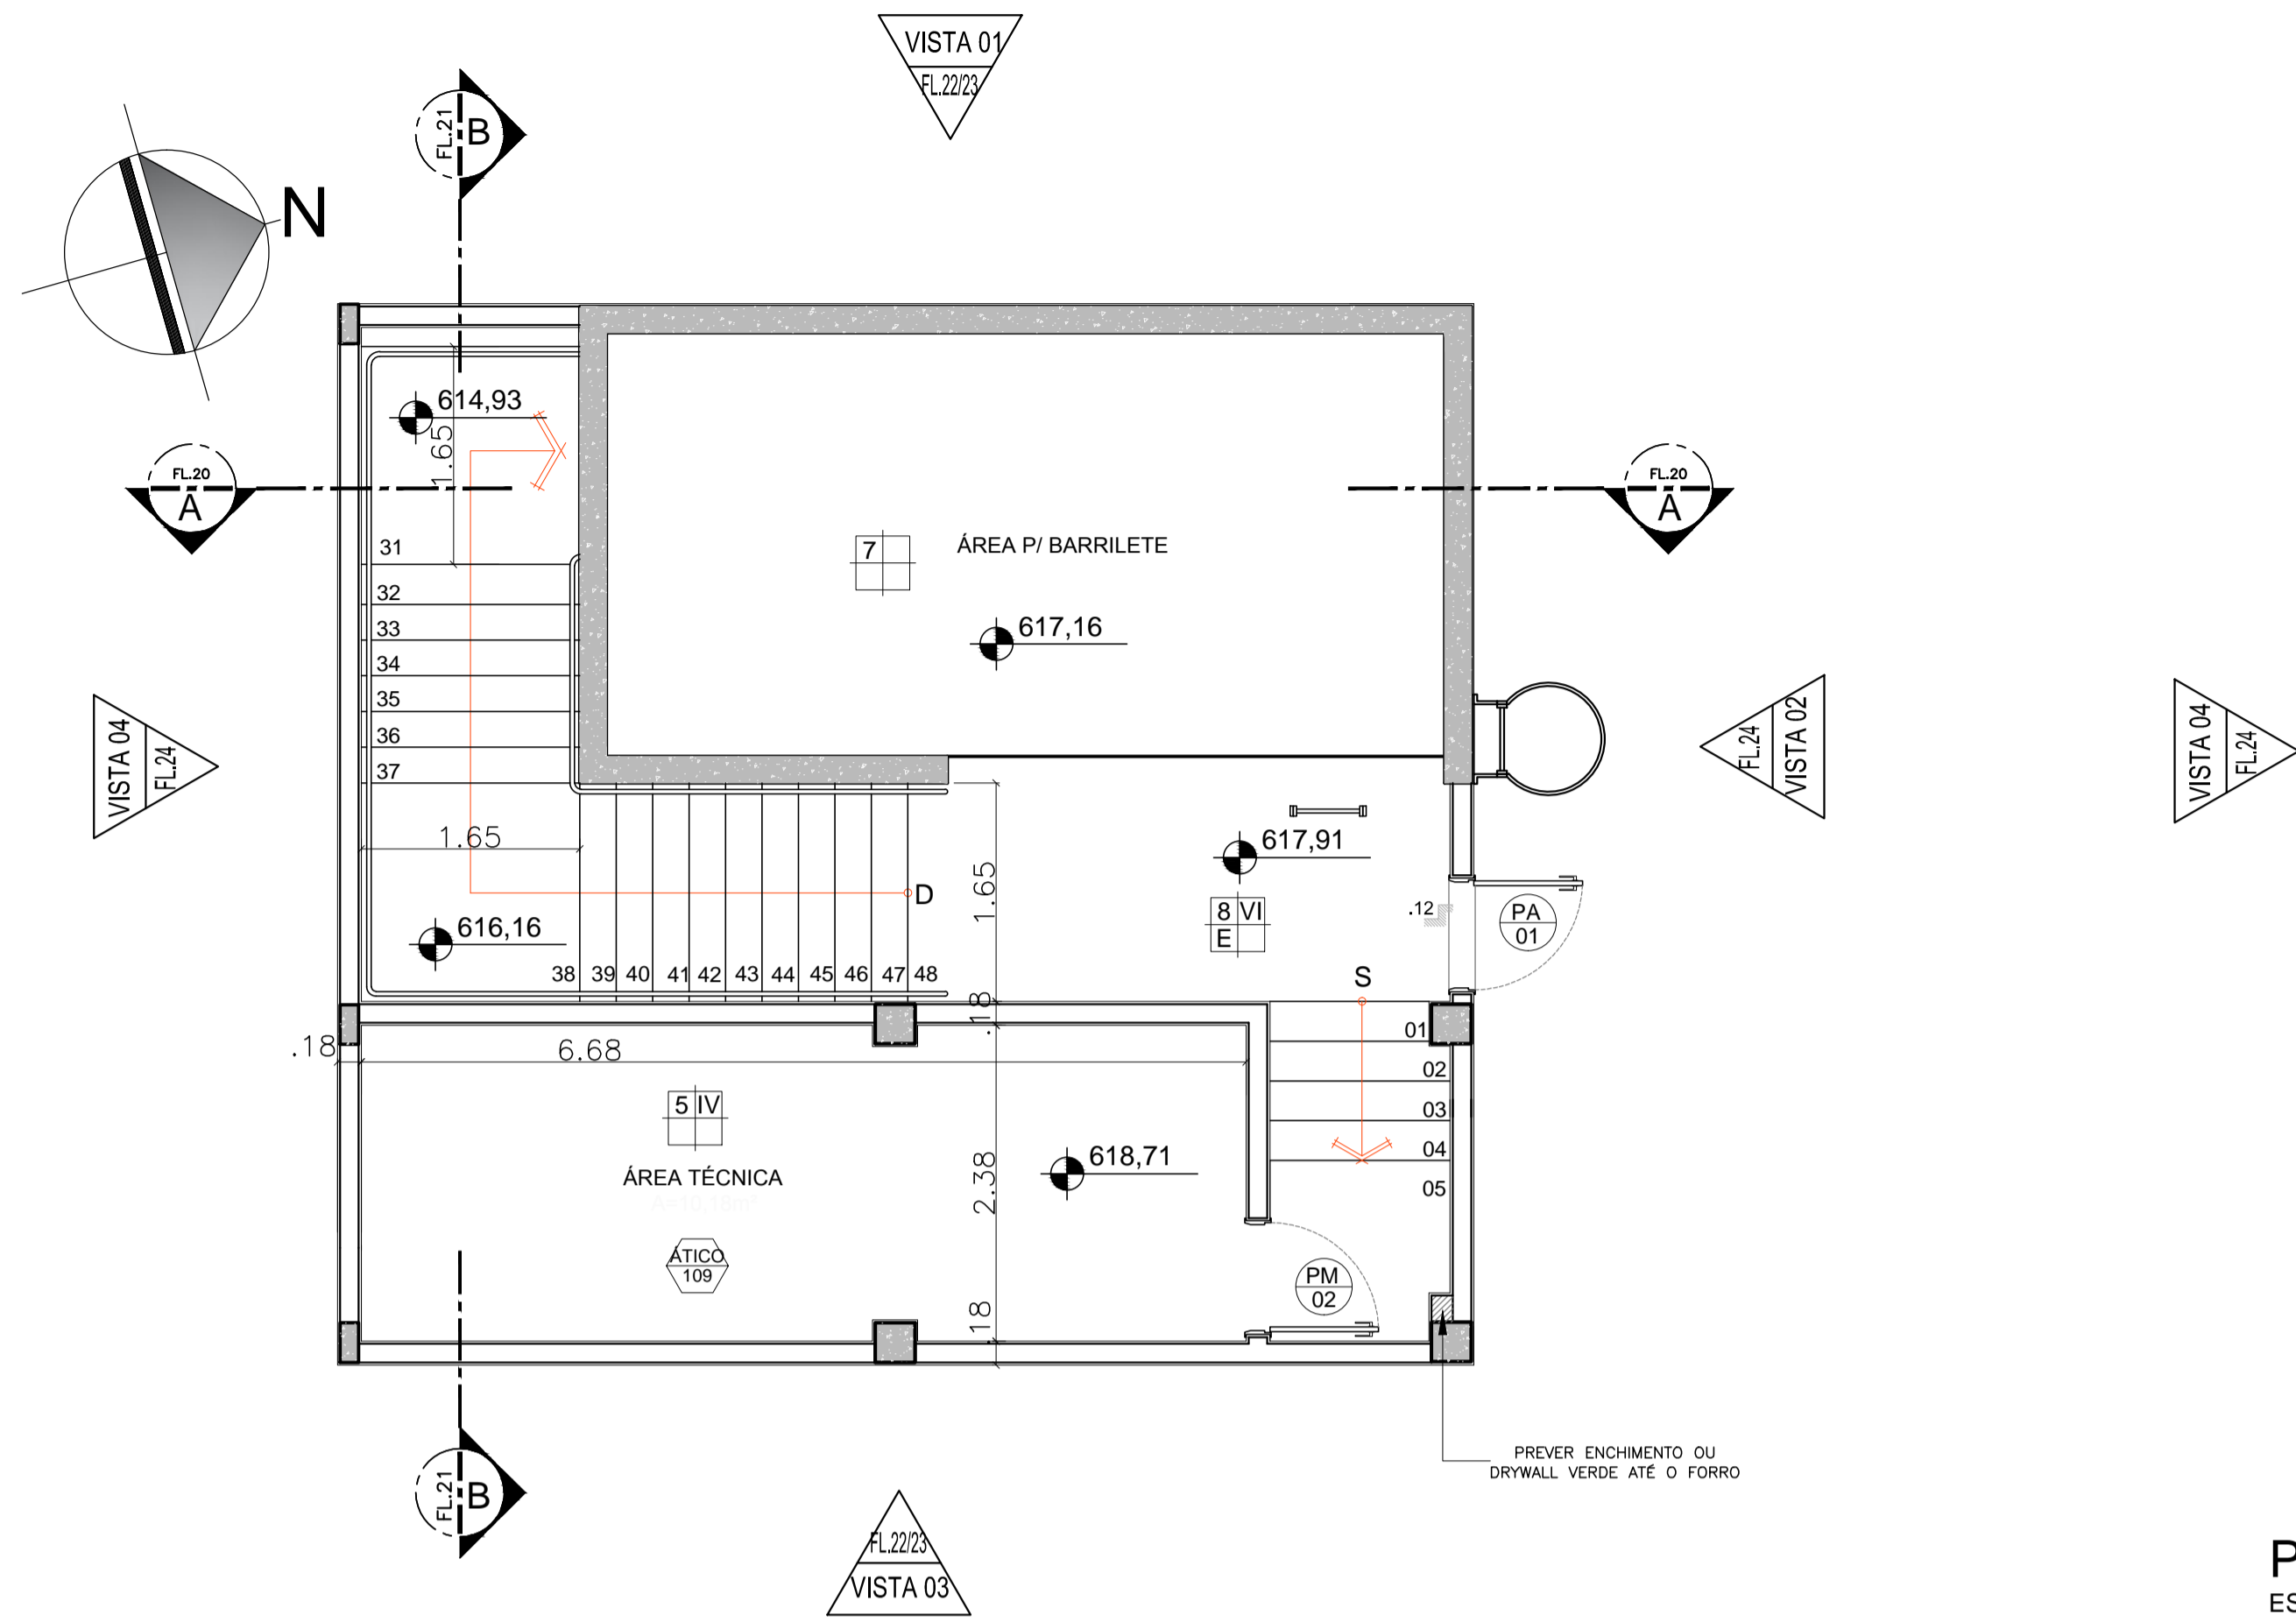 VISTA 01
FL.22/23
FL.21
B
N
614,93
1.65
FL.20
A
FL.20
A
31
32
33
34
35
36
37
7
ÁREA P/ BARRILETE
617,16
VISTA 04
FL.24
FL.24
VISTA 02
VISTA 04
FL.24
1.65
617,91
1.65
D
8 VI
E
.12
PA
01
616,16
38 39 40 41 42 43 44 45 46 47 48
S
.18
.18
6.68
01
02
03
04
05
5 IV
ÁREA TÉCNICA
618,71
2.38
ÁTICO
109
PM
02
.18
PREVER ENCHIMENTO OU
DRYWALL VERDE ATÉ O FORRO
FL.21
B
FL.22/23
VISTA 03